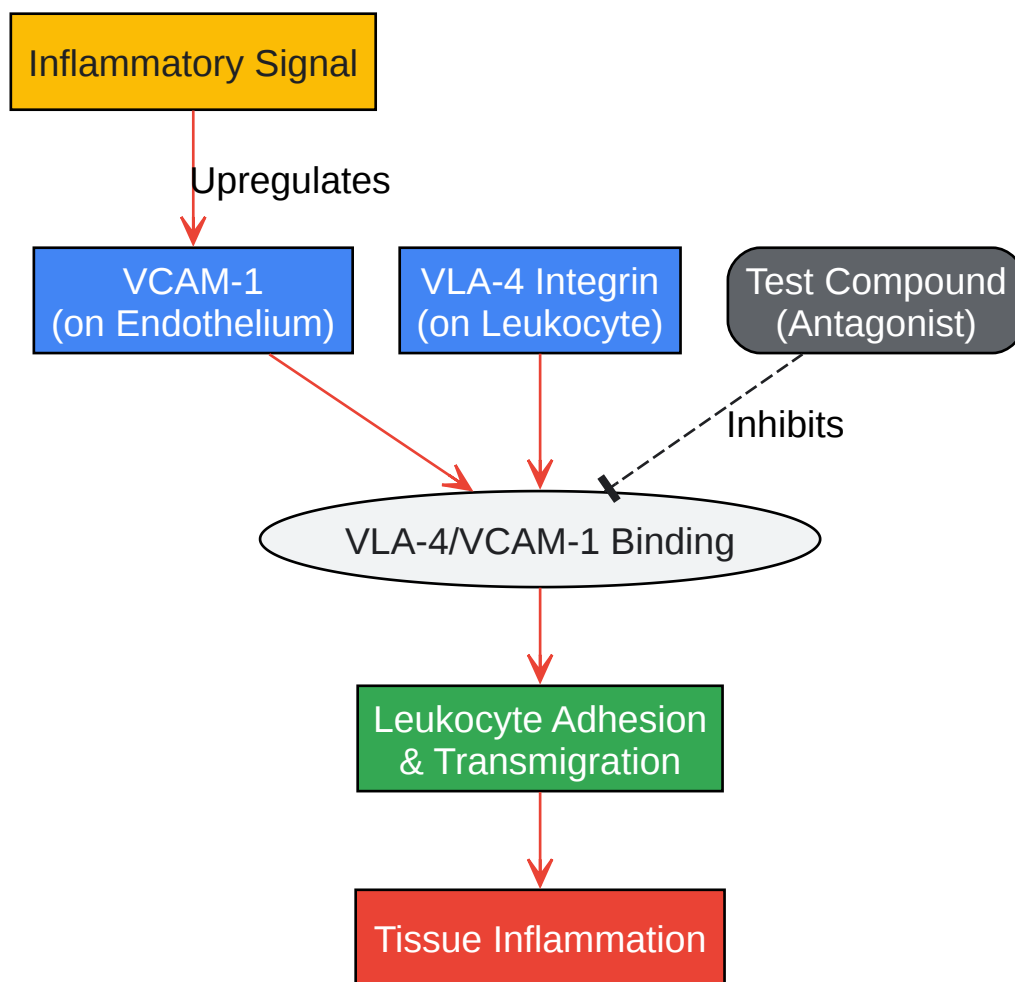 Inflammatory Signal
Upregulates
VCAM-1
(on Endothelium)
VLA-4 Integrin
(on Leukocyte)
Test Compound
(Antagonist)
Inhibits
VLA-4/VCAM-1 Binding
Leukocyte Adhesion
& Transmigration
Tissue Inflammation